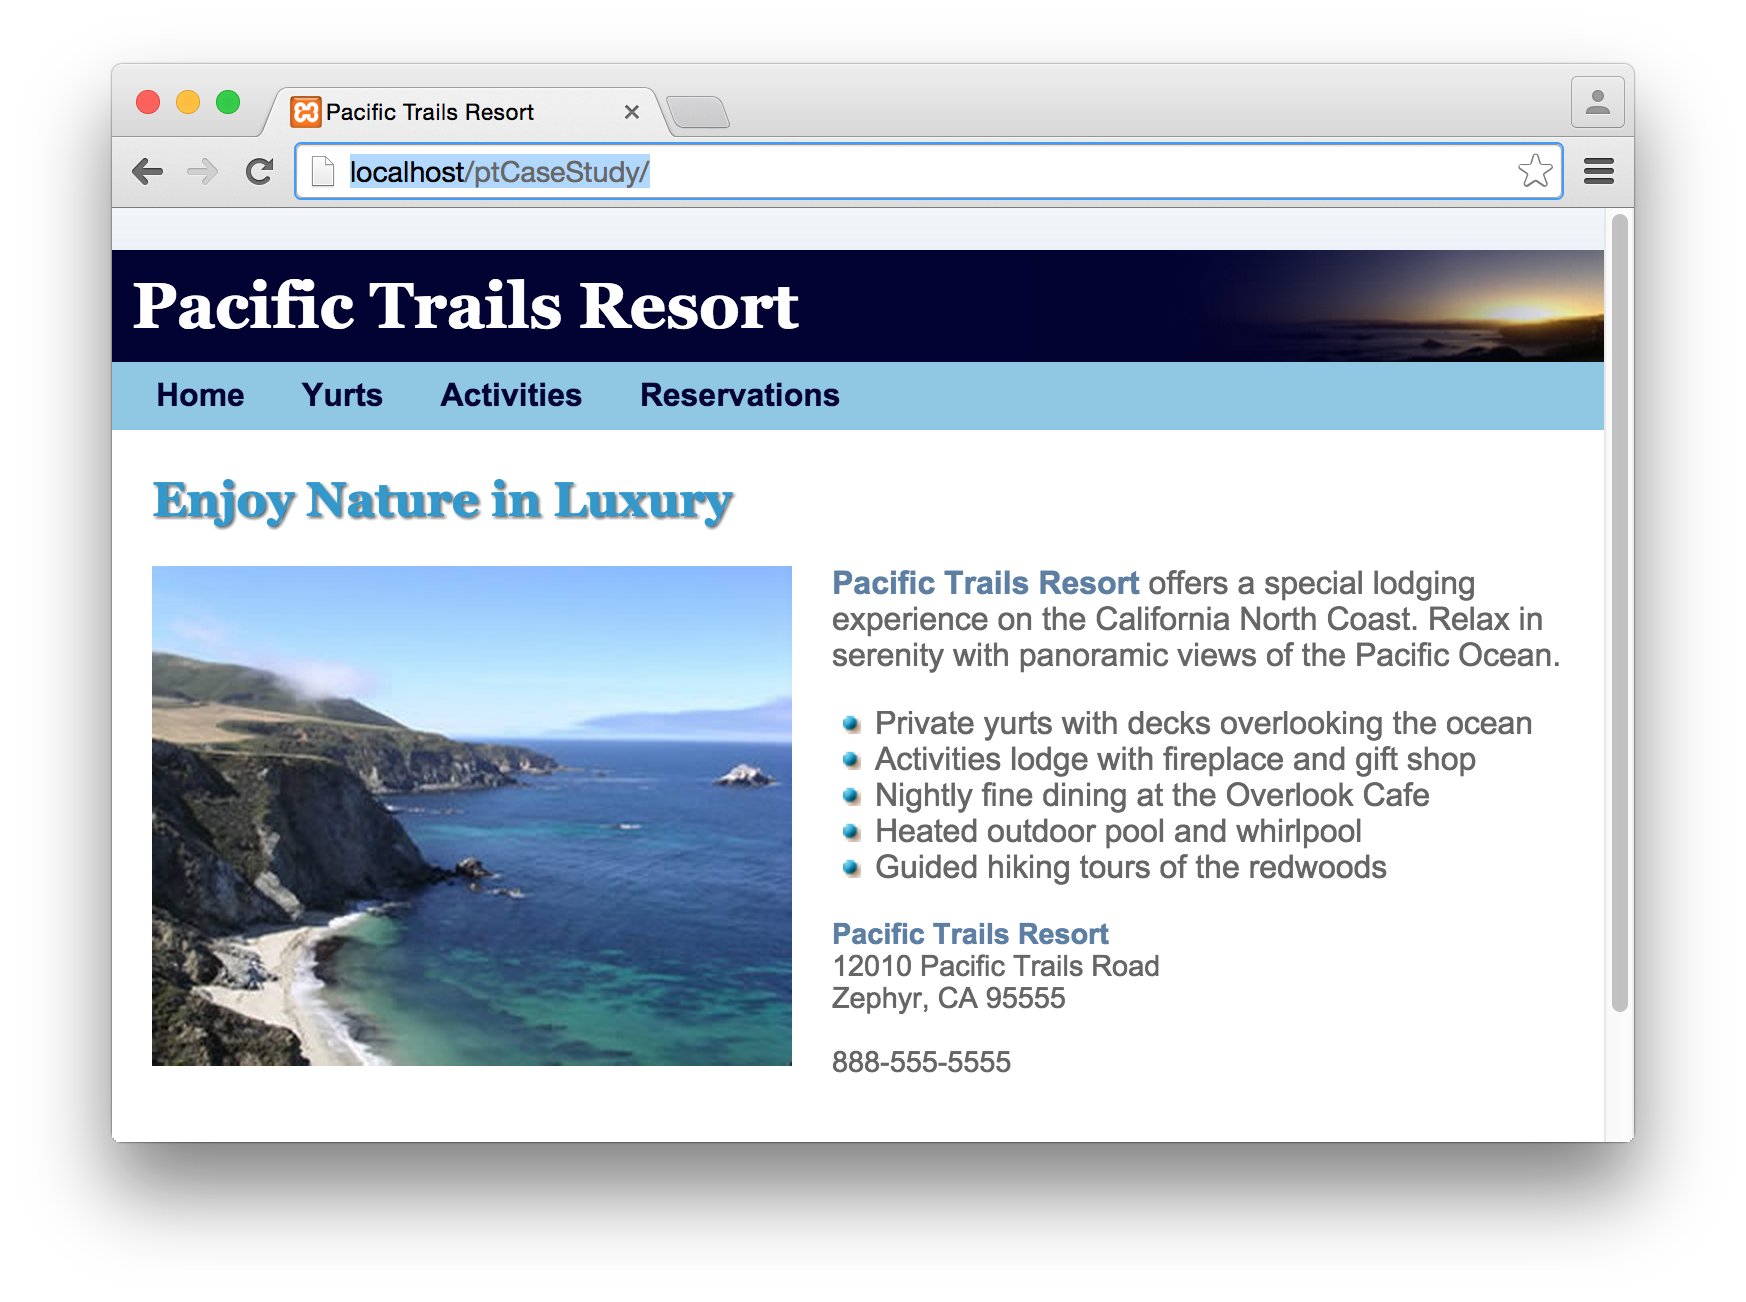 Pacific Trails Resort
localhost/ptCaseStudy/
Pacific Trails Resort
Home Yurts Activities Reservations
Enjoy Nature in Luxury
Pacific Trails Resort offers a special lodging
experience on the California North Coast. Relax in
serenity with panoramic views of the Pacific Ocean.
Private yurts with decks overlooking the ocean
Activities lodge with fireplace and gift shop
Nightly fine dining at the Overlook Cafe
Heated outdoor pool and whirlpool
Guided hiking tours of the redwoods
Pacific Trails Resort
12010 Pacific Trails Road
Zephyr, CA 95555
888-555-5555